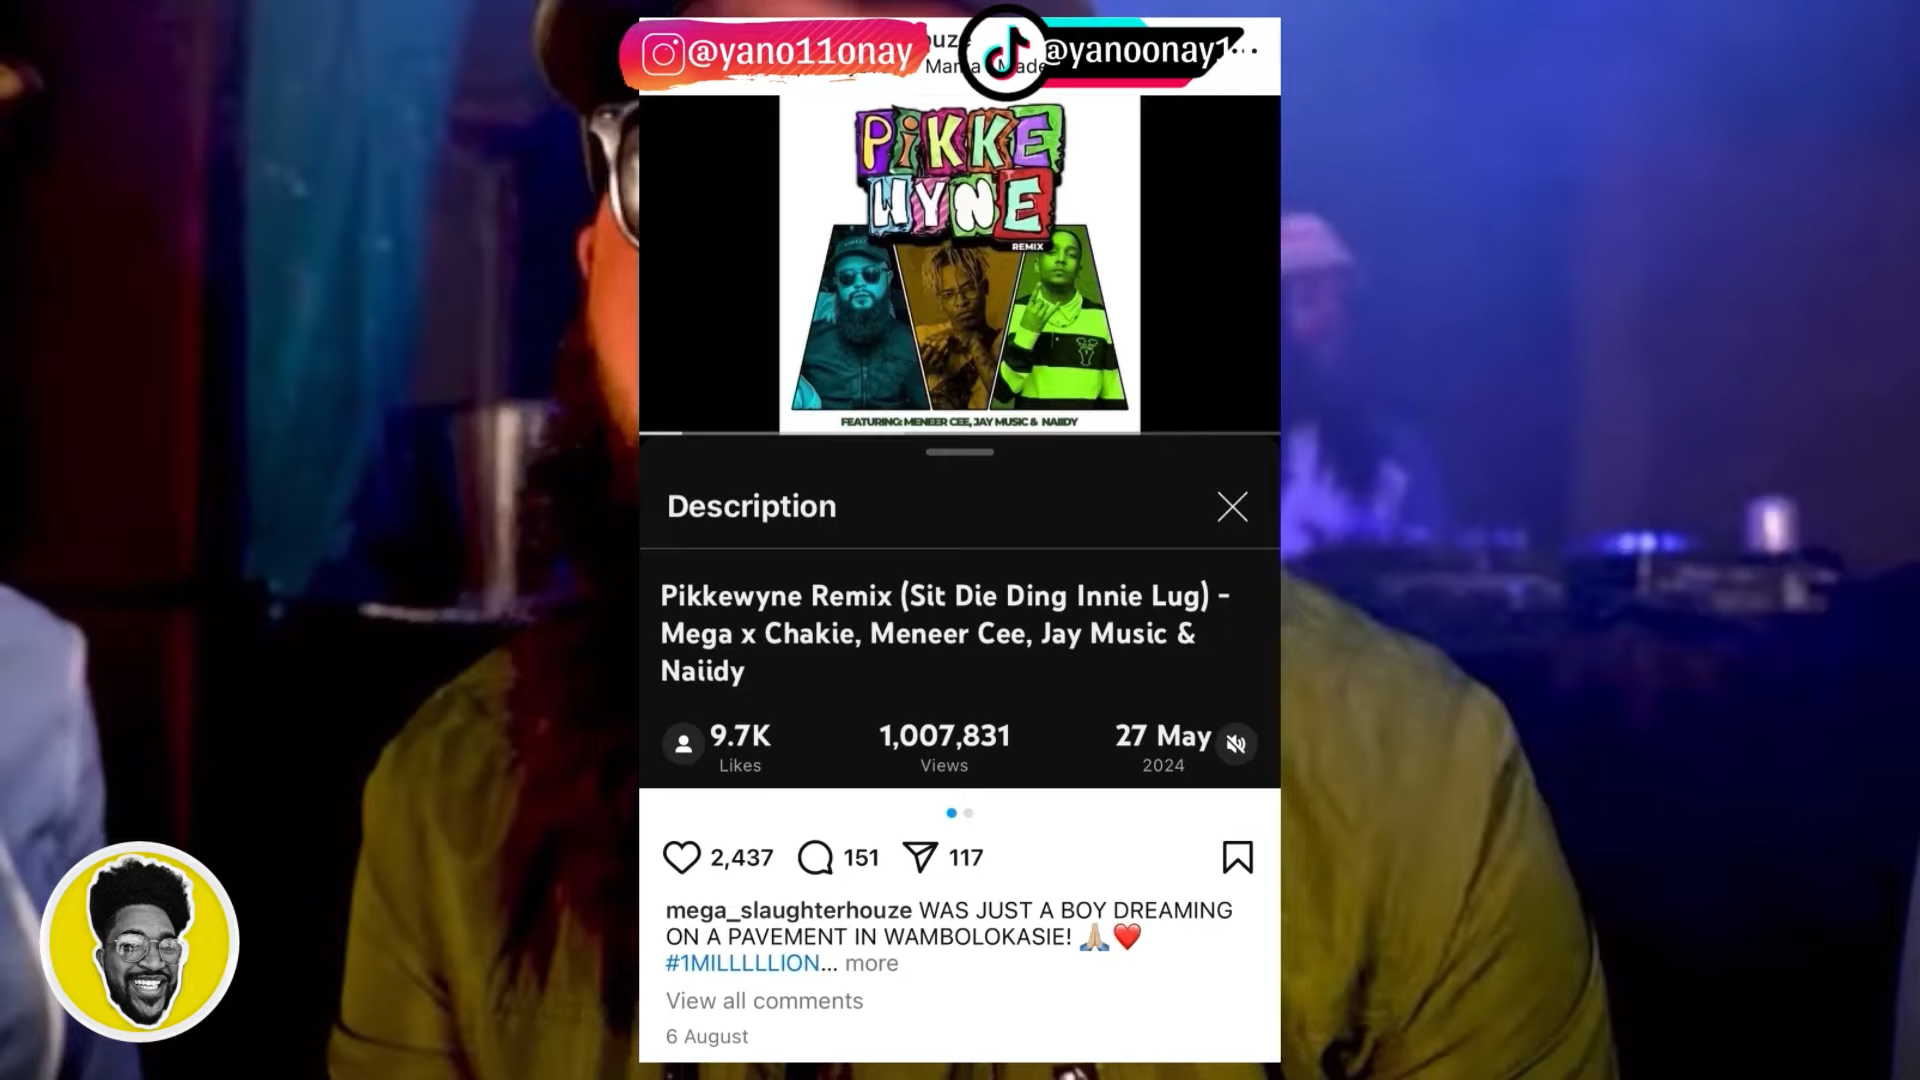 @yano11onay
@yanoonay1
PiKKE
WYNE
REMIX
FEATURING: MENEER CEE, JAY MUSIC & NAIIDY
Description
Pikkewyne Remix (Sit Die Ding Innie Lug) -
Mega x Chakie, Meneer Cee, Jay Music &
Naiidy
9.7K 1,007,831 27 May
Likes Views 2024
2,437 151 117
mega_slaughterhouze WAS JUST A BOY DREAMING
ON A PAVEMENT IN WAMBOLOKASIE! 🙏🏼❤️
#1MILLLLLION... more
View all comments
6 August